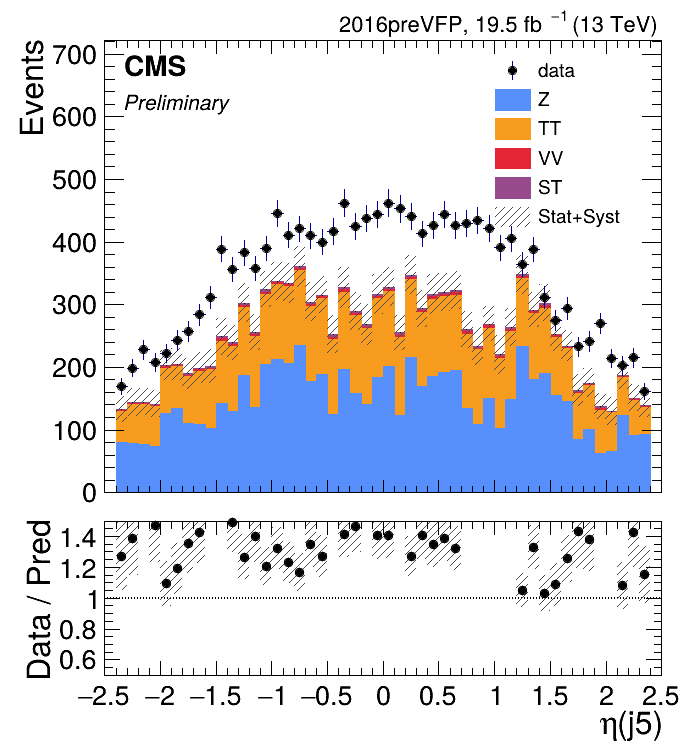 2016preVFP, 19.5 fb⁻¹ (13 TeV)
Events
700
600
500
400
300
200
100
0
CMS
Preliminary
data
Z
TT
VV
ST
Stat+Syst
Data / Pred
1.4
1.2
1
0.8
0.6
−2.5 −2 −1.5 −1 −0.5 0 0.5 1 1.5 2 2.5
η(j5)